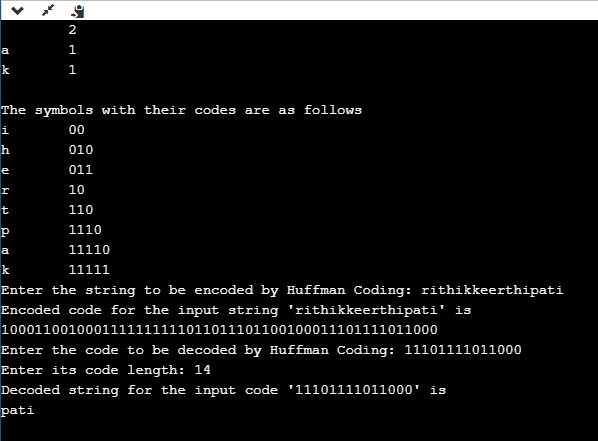 2
a 1
k 1
The symbols with their codes are as follows
i 00
h 010
e 011
r 10
t 110
p 1110
a 11110
k 11111
Enter the string to be encoded by Huffman Coding: rithikkeerthipati
Encoded code for the input string 'rithikkeerthipati' is
1000110010001111111111011011101100100011101111011000
Enter the code to be decoded by Huffman Coding: 11101111011000
Enter its code length: 14
Decoded string for the input code '11101111011000' is
pati